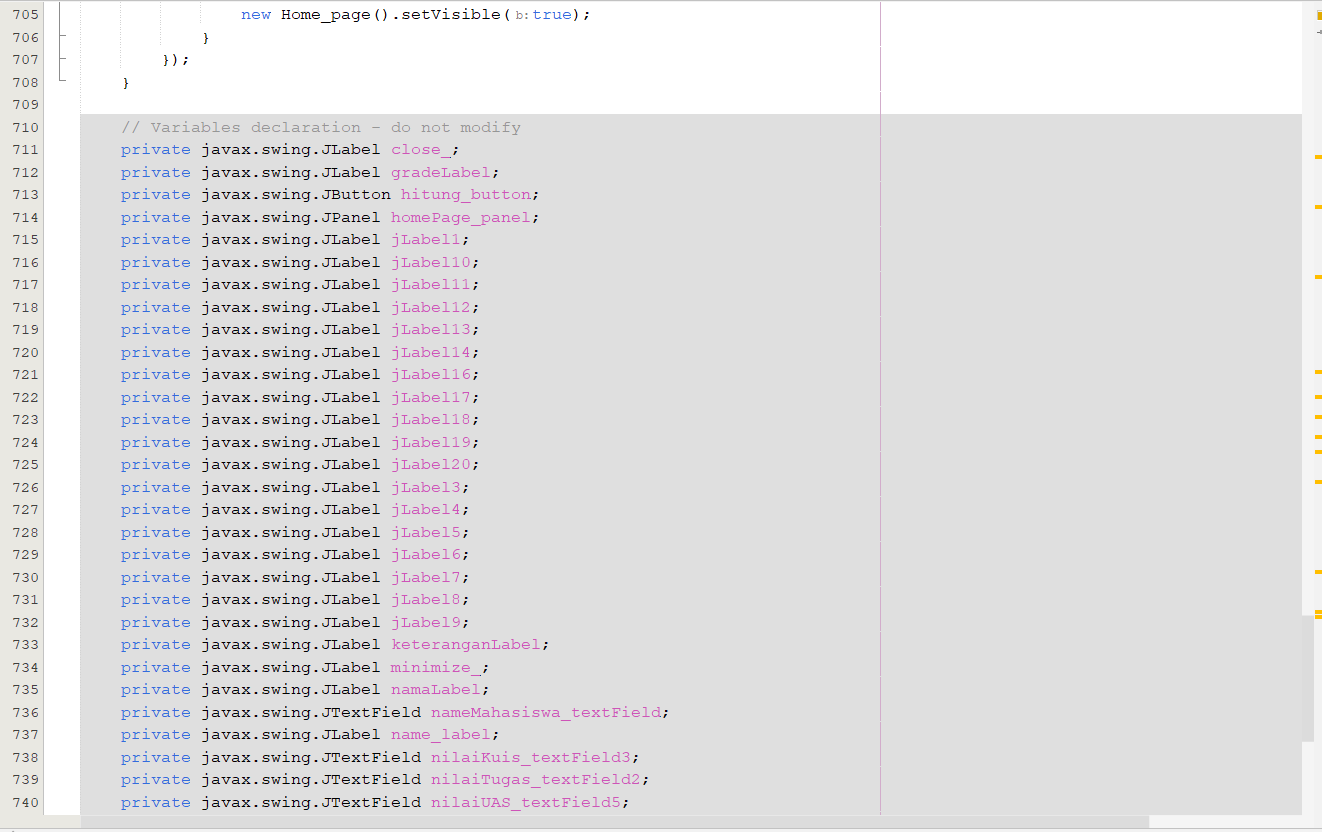 705 new Home_page().setVisible(b:true);
706 }
707 });
708 }
709
710 // Variables declaration - do not modify
711 private javax.swing.JLabel close_;
712 private javax.swing.JLabel gradeLabel;
713 private javax.swing.JButton hitung_button;
714 private javax.swing.JPanel homePage_panel;
715 private javax.swing.JLabel jLabel1;
716 private javax.swing.JLabel jLabel10;
717 private javax.swing.JLabel jLabel11;
718 private javax.swing.JLabel jLabel12;
719 private javax.swing.JLabel jLabel13;
720 private javax.swing.JLabel jLabel14;
721 private javax.swing.JLabel jLabel16;
722 private javax.swing.JLabel jLabel17;
723 private javax.swing.JLabel jLabel18;
724 private javax.swing.JLabel jLabel19;
725 private javax.swing.JLabel jLabel20;
726 private javax.swing.JLabel jLabel3;
727 private javax.swing.JLabel jLabel4;
728 private javax.swing.JLabel jLabel5;
729 private javax.swing.JLabel jLabel6;
730 private javax.swing.JLabel jLabel7;
731 private javax.swing.JLabel jLabel8;
732 private javax.swing.JLabel jLabel9;
733 private javax.swing.JLabel keteranganLabel;
734 private javax.swing.JLabel minimize_;
735 private javax.swing.JLabel namaLabel;
736 private javax.swing.JTextField nameMahasiswa_textField;
737 private javax.swing.JLabel name_label;
738 private javax.swing.JTextField nilaiKuis_textField3;
739 private javax.swing.JTextField nilaiTugas_textField2;
740 private javax.swing.JTextField nilaiUAS_textField5;